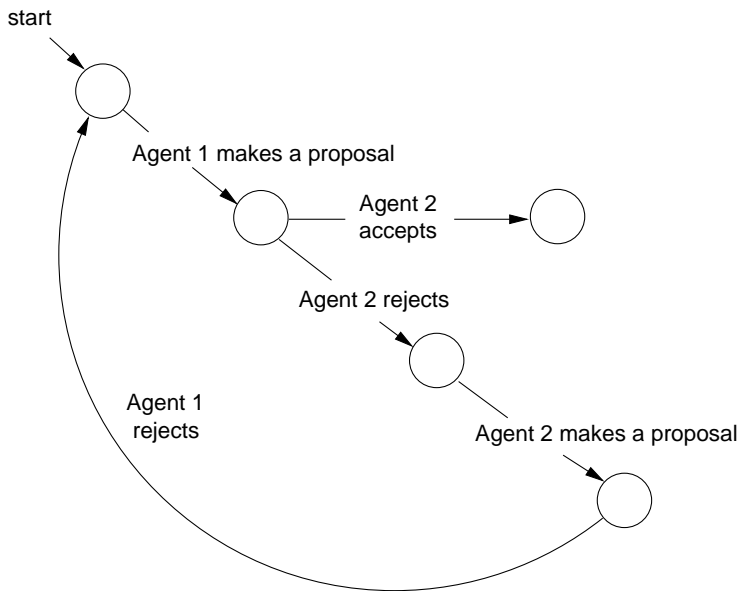 start
Agent 1 makes a proposal
Agent 2
accepts
Agent 2 rejects
Agent 1
rejects
Agent 2 makes a proposal